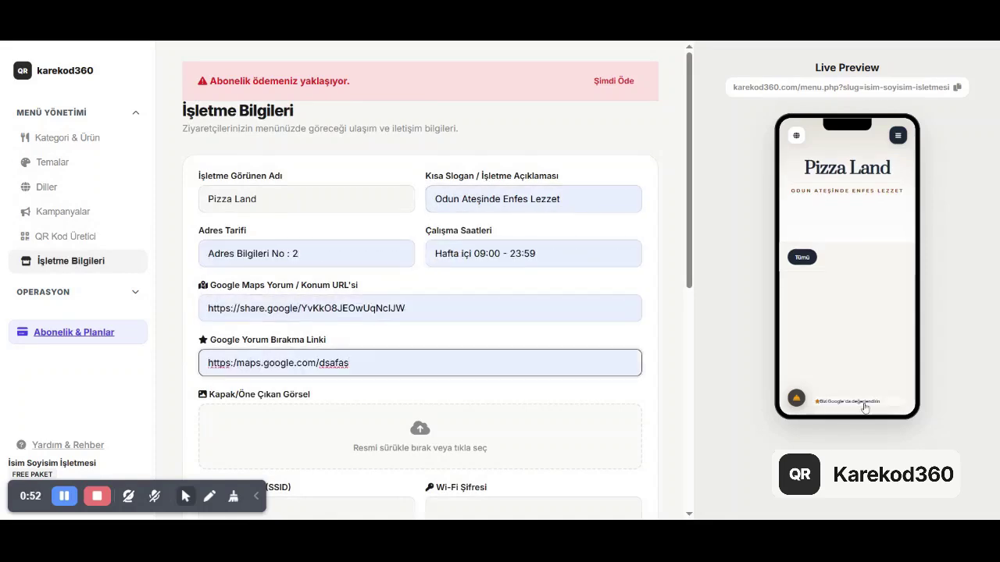 QR karekod360
MENÜ YÖNETİMİ
Kategori & Ürün
Temalar
Diller
Kampanyalar
QR Kod Üretici
İşletme Bilgileri
OPERASYON
Abonelik & Planlar
Yardım & Rehber
İsim Soyisim İşletmesi
FREE PAKET
0:52
Abonelik ödemeniz yaklaşıyor.
Şimdi Öde
İşletme Bilgileri
Ziyaretçilerinizin menünüzde göreceği ulaşım ve iletişim bilgileri.
İşletme Görünen Adı
Kısa Slogan / İşletme Açıklaması
Pizza Land
Odun Ateşinde Enfes Lezzet
Adres Tarifi
Çalışma Saatleri
Adres Bilgileri No : 2
Hafta içi 09:00 - 23:59
Google Maps Yorum / Konum URL'si
https://share.google/YvKkO8JEOwUqNcIJW
Google Yorum Bırakma Linki
https:/maps.google.com/dsafas
Kapak/Öne Çıkan Görsel
Resmi sürükle bırak veya tıkla seç
(SSID)
Wi-Fi Şifresi
Live Preview
karekod360.com/menu.php?slug=isim-soyisim-isletmesi
Pizza Land
ODUN ATEŞİNDE ENFES LEZZET
Tümü
Bizi Google'da değerlendirin
QR Karekod360